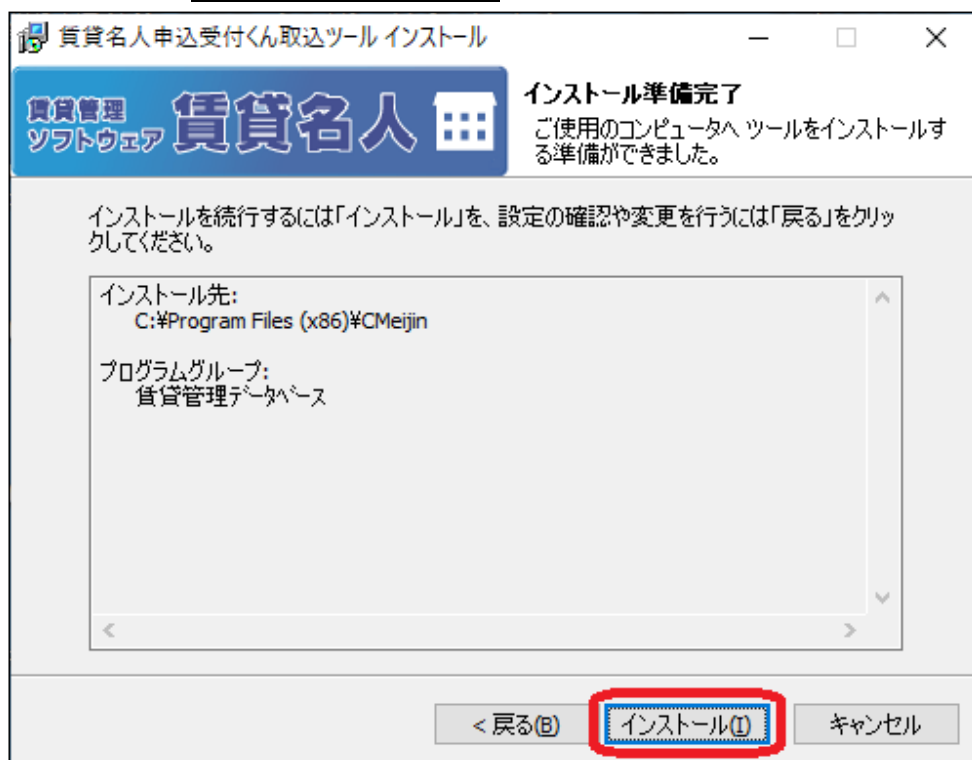 賃貸名人申込受付くん取込ツール インストール
賃貸管理
ソフトウェア 賃貸名人
インストール準備完了
ご使用のコンピュータへ ツールをインストールす
る準備ができました。
インストールを続行するには「インストール」を、設定の確認や変更を行うには「戻る」をクリッ
クしてください。
インストール先:
C:¥Program Files (x86)¥CMeijin
プログラムグループ:
賃貸管理ﾃﾞｰﾀﾍﾞｰｽ
< 戻る(B)
インストール(I)
キャンセル